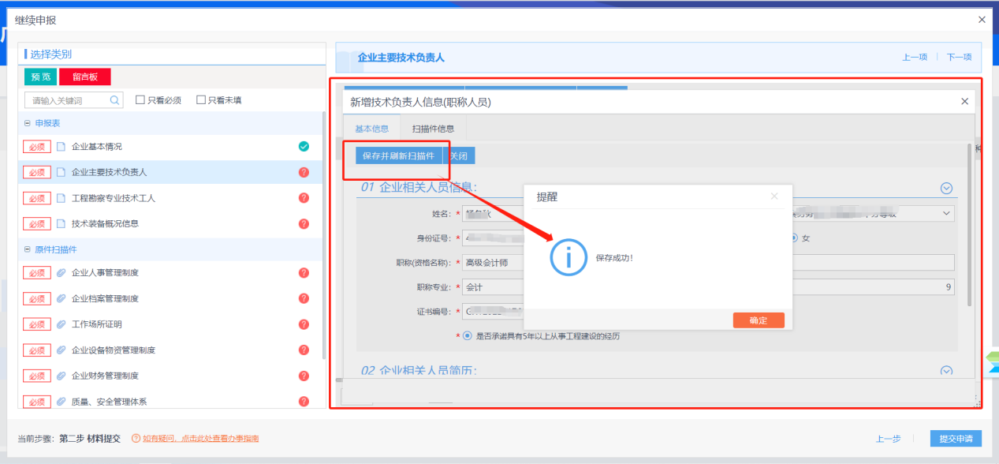 继续申报
选择类别
预 览 留言板
请输入关键词 只看必须 只看未填
申报表
必须 企业基本情况
必须 企业主要技术负责人
必须 工程勘察专业技术工人
必须 技术装备概况信息
原件扫描件
必须 企业人事管理制度
必须 企业档案管理制度
必须 工作场所证明
必须 企业设备物资管理制度
必须 企业财务管理制度
必须 质量、安全管理体系
企业主要技术负责人 上一项 下一项
新增技术负责人信息(职称人员)
基本信息 扫描件信息
保存并刷新扫描件 关闭
01 企业相关人员信息:
姓名: *
身份证号: * 女
职称(资格名称): * 高级会计师
职称专业: * 会计 9
证书编号: *
* 是否承诺具有5年以上从事工程建设的经历
02 企业相关人员简历:
提醒
保存成功!
确定
当前步骤: 第二步 材料提交 如有疑问，点击此处查看办事指南 上一步 提交申请